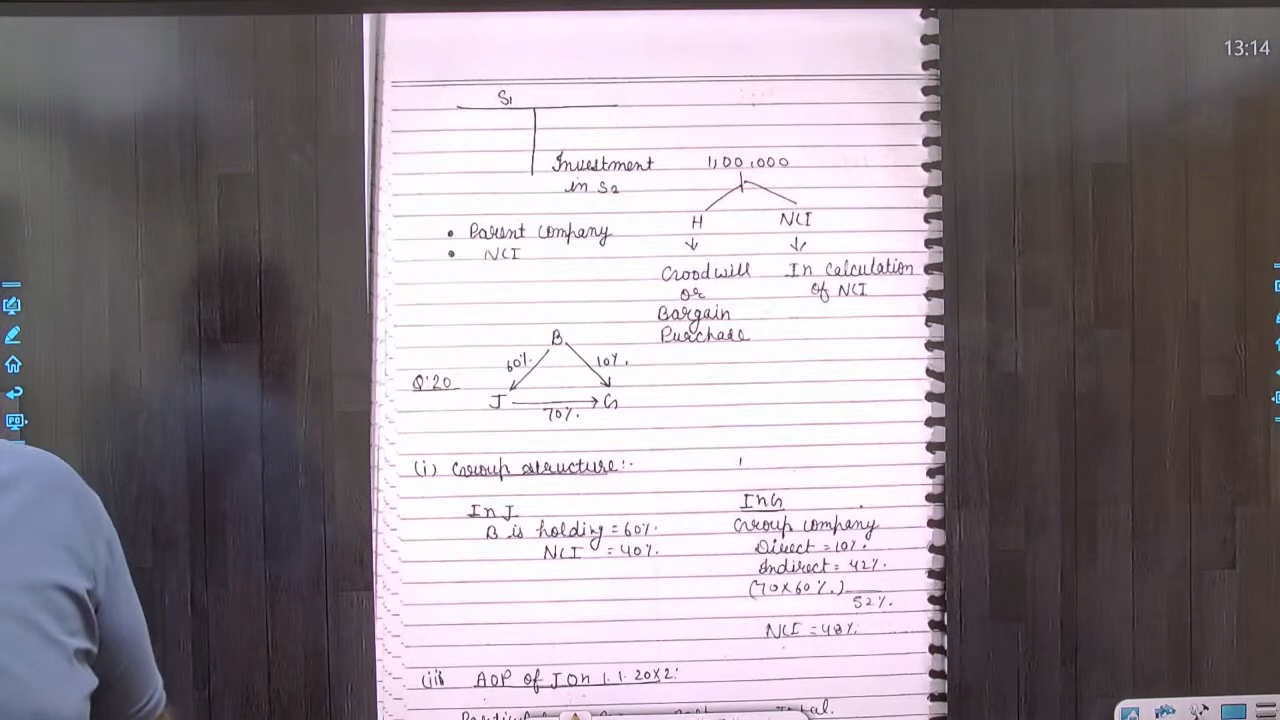 13:14
S1
Investment 1,00,000
in S2
H NCI
• Parent company
• NCI
Goodwill In calculation
or of NCI
Bargain
Purchase
B
60% 10%.
Q.20
J G
70%.
(i) Group structure:-
In J In G
B is holding = 60% Group company
NCI = 40%. Direct = 10%.
Indirect = 42%.
(70x60%)
52%.
NCI = 48%.
(ii) AOP of J on 1.1.20X2:
Total.